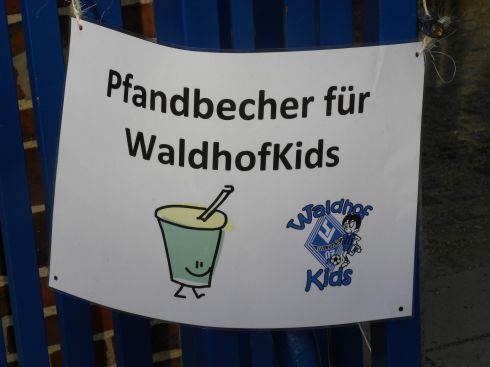 Pfandbecher für
WaldhofKids
Waldhof
Kids